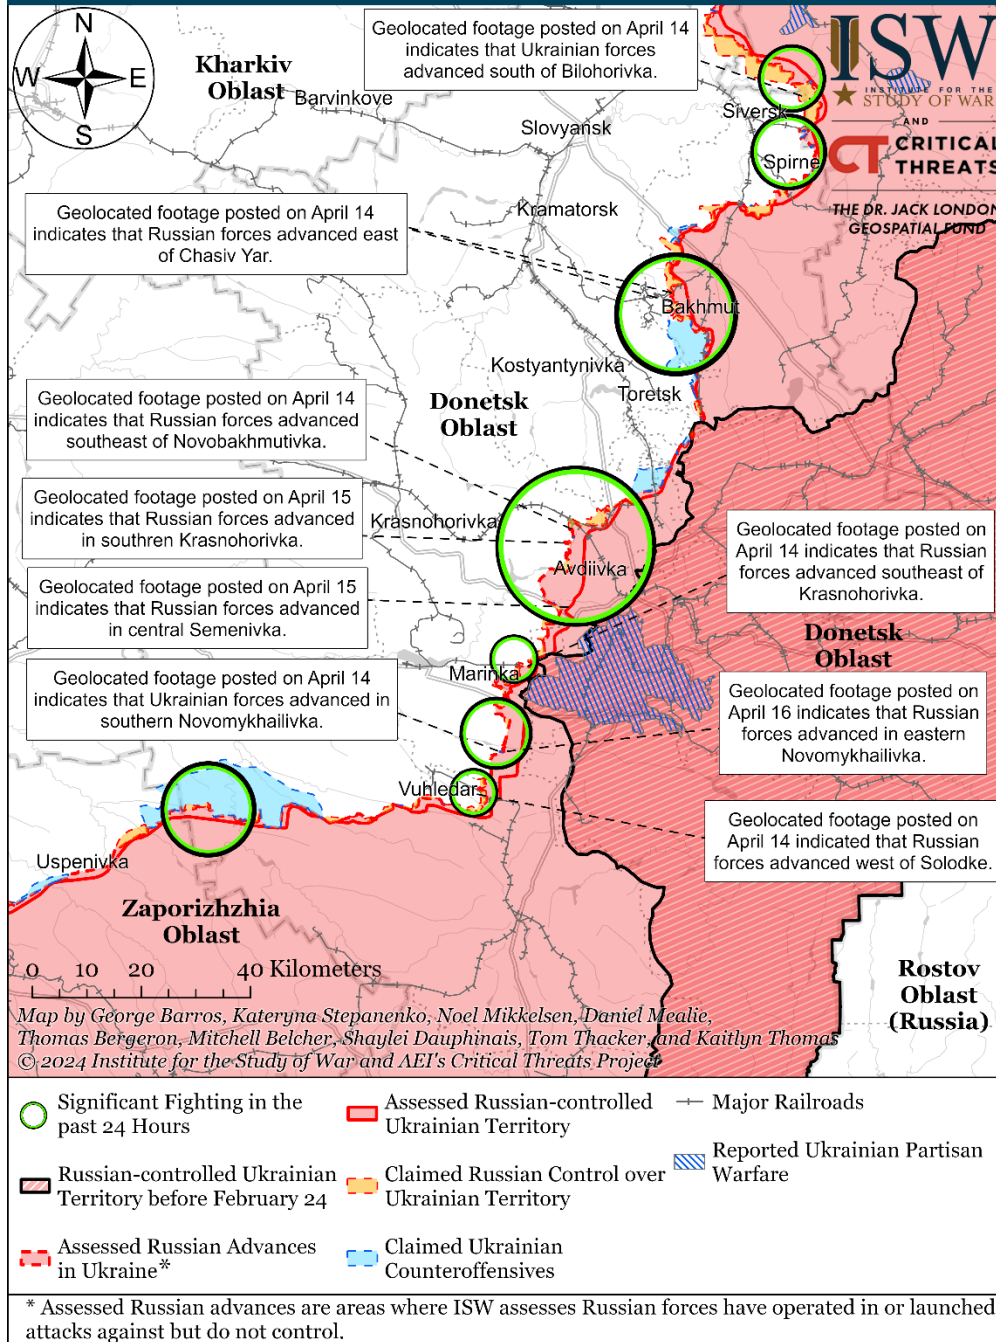 N
W
E
S
Kharkiv
Oblast
Barvinkove
Geolocated footage posted on April 14
indicates that Ukrainian forces
advanced south of Bilohorivka.
ISW
INSTITUTE FOR THE
STUDY OF WAR
AND
CT CRITICAL
THREATS
THE DR. JACK LONDON
GEOSPATIAL FUND
Siversk
Slovyansk
Spirne
Geolocated footage posted on April 14
indicates that Russian forces advanced east
of Chasiv Yar.
Kramatorsk
Bakhmut
Kostyantynivka
Toretsk
Donetsk
Oblast
Geolocated footage posted on April 14
indicates that Russian forces advanced
southeast of Novobakhmutivka.
Geolocated footage posted on April 15
indicates that Russian forces advanced
in southren Krasnohorivka.
Krasnohorivka
Avdiivka
Geolocated footage posted on
April 14 indicates that Russian
forces advanced southeast of
Krasnohorivka.
Geolocated footage posted on April 15
indicates that Russian forces advanced
in central Semenivka.
Donetsk
Oblast
Marinka
Geolocated footage posted on April 14
indicates that Ukrainian forces advanced in
southern Novomykhailivka.
Geolocated footage posted on
April 16 indicates that Russian
forces advanced in eastern
Novomykhailivka.
Vuhledar
Geolocated footage posted on
April 14 indicated that Russian
forces advanced west of Solodke.
Uspenivka
Zaporizhzhia
Oblast
Rostov
Oblast
(Russia)
0 10 20 40 Kilometers
Map by George Barros, Kateryna Stepanenko, Noel Mikkelsen, Daniel Mealie,
Thomas Bergeron, Mitchell Belcher, Shaylei Dauphinais, Tom Thacker, and Kaitlyn Thomas
© 2024 Institute for the Study of War and AEI's Critical Threats Project
Significant Fighting in the
past 24 Hours
Russian-controlled Ukrainian
Territory before February 24
Assessed Russian Advances
in Ukraine*
Assessed Russian-controlled
Ukrainian Territory
Claimed Russian Control over
Ukrainian Territory
Claimed Ukrainian
Counteroffensives
Major Railroads
Reported Ukrainian Partisan
Warfare
* Assessed Russian advances are areas where ISW assesses Russian forces have operated in or launched
attacks against but do not control.